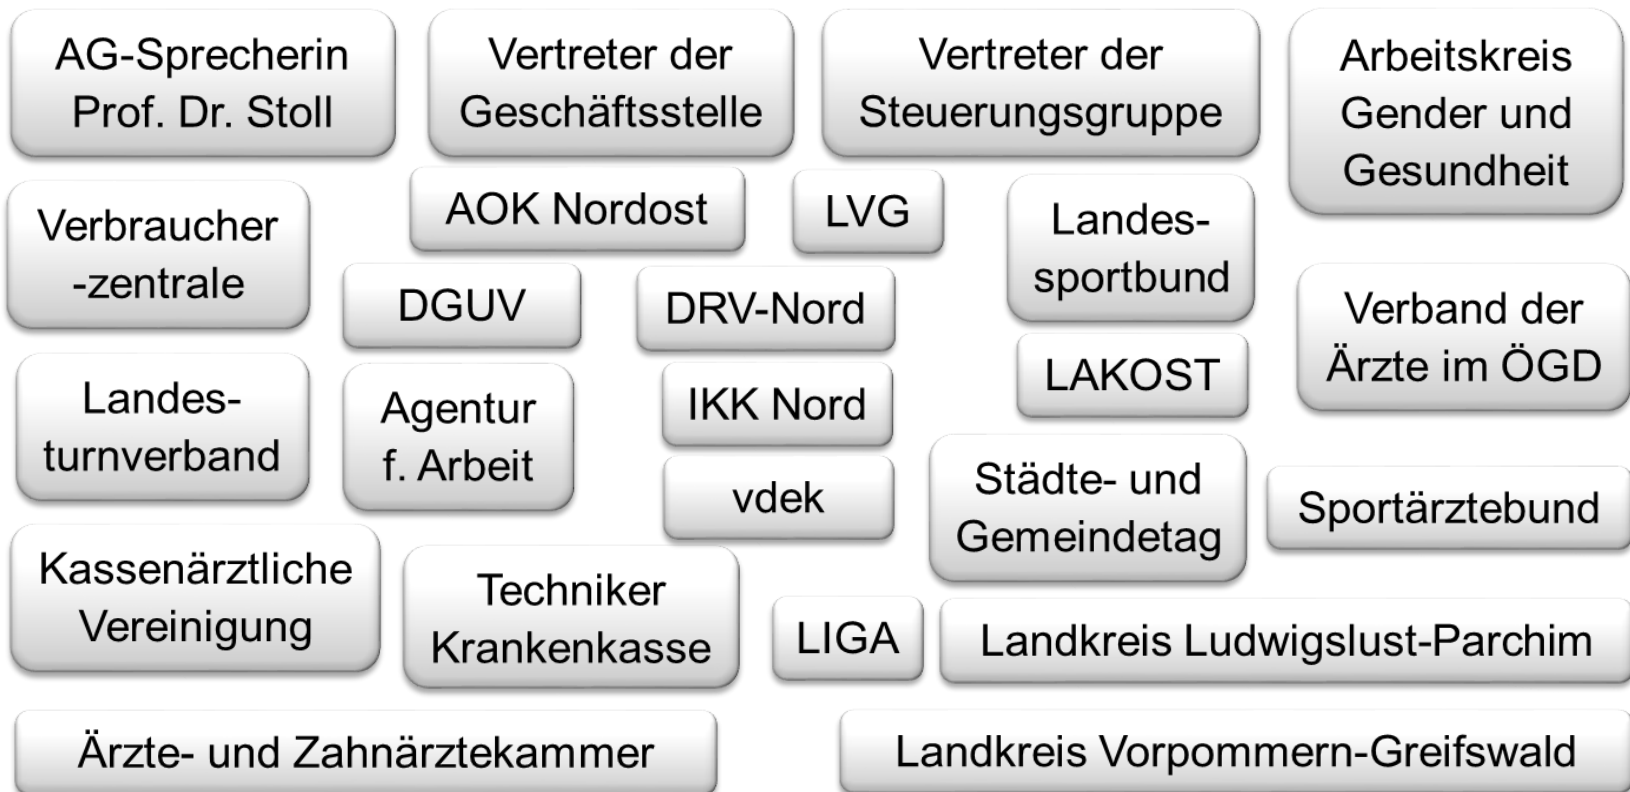 AG-Sprecherin
Prof. Dr. Stoll
Vertreter der
Geschäftsstelle
Vertreter der
Steuerungsgruppe
Arbeitskreis
Gender und
Gesundheit
Verbraucher
-zentrale
AOK Nordost
LVG
Landes-
sportbund
DGUV
DRV-Nord
Verband der
Ärzte im ÖGD
Landes-
turnverband
Agentur
f. Arbeit
IKK Nord
LAKOST
vdek
Städte- und
Gemeindetag
Sportärztebund
Kassenärztliche
Vereinigung
Techniker
Krankenkasse
LIGA
Landkreis Ludwigslust-Parchim
Ärzte- und Zahnärztekammer
Landkreis Vorpommern-Greifswald